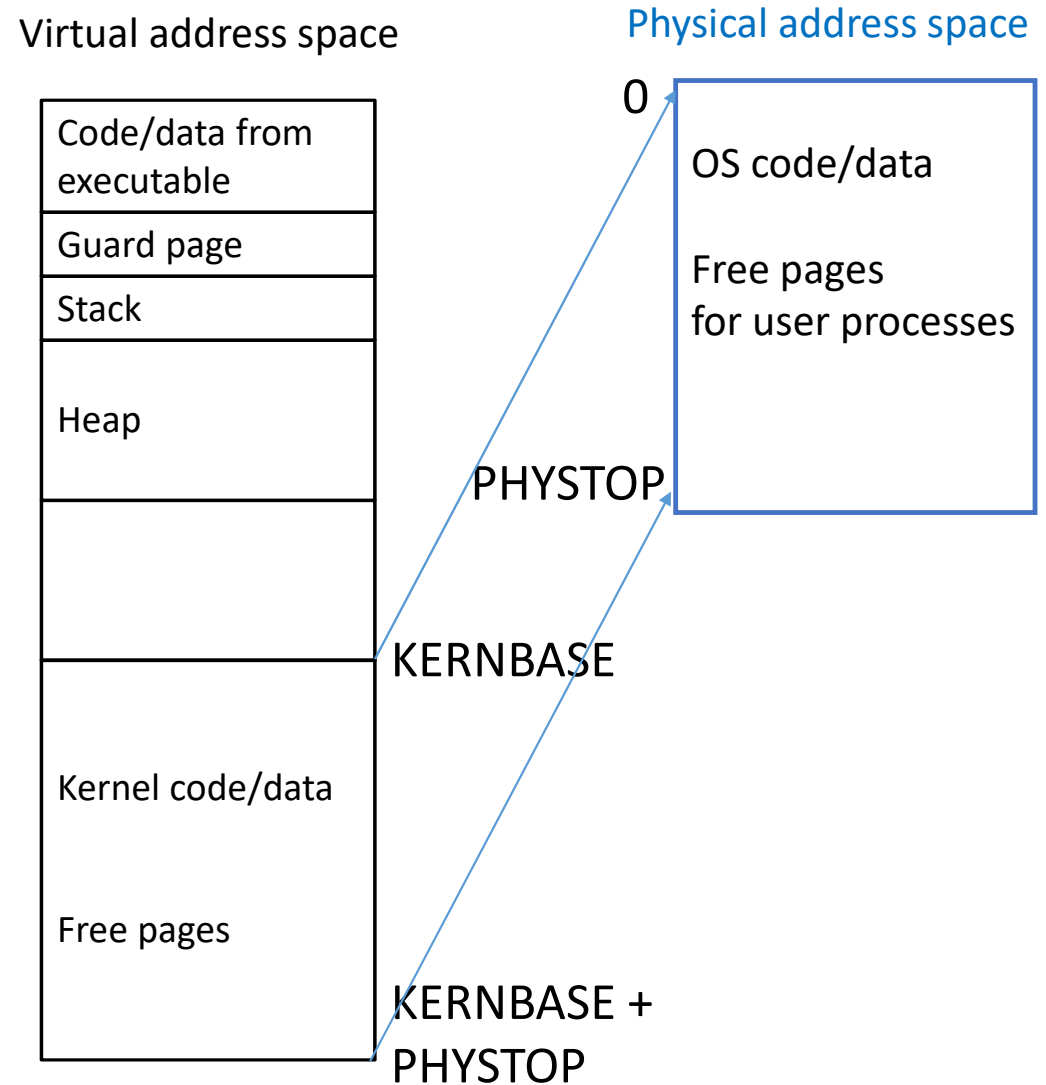 Virtual address space
Code/data from
executable
Guard page
Stack
Heap
Kernel code/data
Free pages
Physical address space
0
OS code/data
Free pages
for user processes
PHYSTOP
KERNBASE
KERNBASE +
PHYSTOP